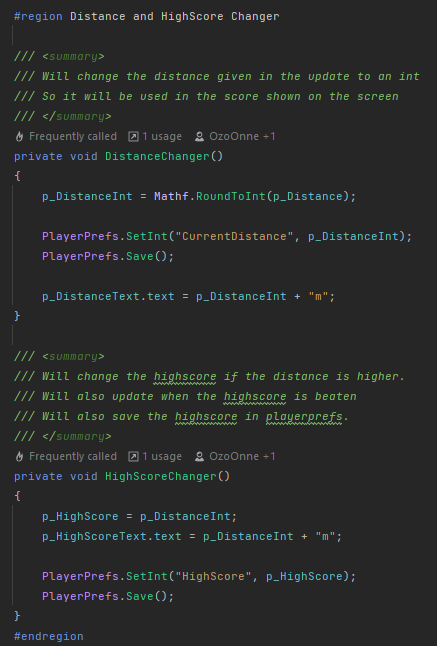 #region Distance and HighScore Changer
/// <summary>
/// Will change the distance given in the update to an int
/// So it will be used in the score shown on the screen
/// </summary>
Frequently called 1 usage OzoOnne +1
private void DistanceChanger()
{
p_DistanceInt = Mathf.RoundToInt(p_Distance);
PlayerPrefs.SetInt("CurrentDistance", p_DistanceInt);
PlayerPrefs.Save();
p_DistanceText.text = p_DistanceInt + "m";
}
/// <summary>
/// Will change the highscore if the distance is higher.
/// Will also update when the highscore is beaten
/// Will also save the highscore in playerprefs.
/// </summary>
Frequently called 1 usage OzoOnne +1
private void HighScoreChanger()
{
p_HighScore = p_DistanceInt;
p_HighScoreText.text = p_DistanceInt + "m";
PlayerPrefs.SetInt("HighScore", p_HighScore);
PlayerPrefs.Save();
}
#endregion